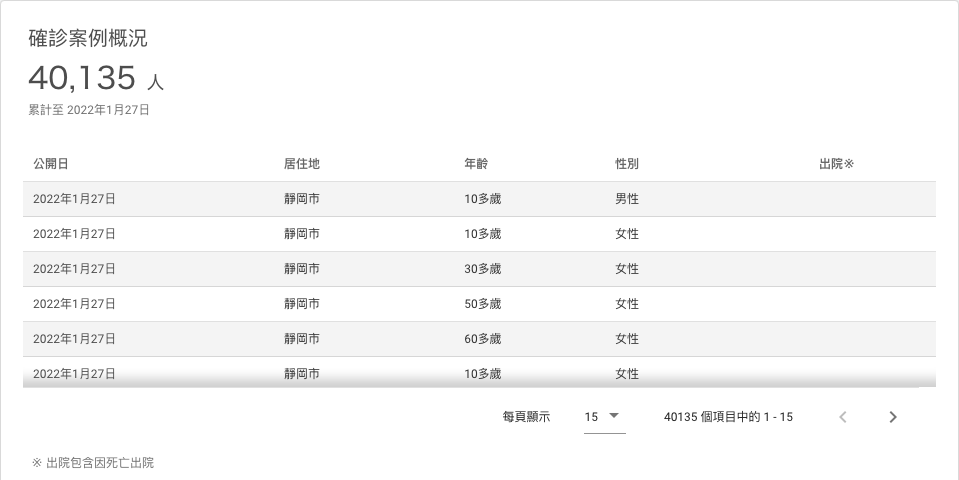 確診案例概況
40,135 人
累計至 2022年1月27日
公開日 居住地 年齡 性別 出院※
2022年1月27日 靜岡市 10多歲 男性
2022年1月27日 靜岡市 10多歲 女性
2022年1月27日 靜岡市 30多歲 女性
2022年1月27日 靜岡市 50多歲 女性
2022年1月27日 靜岡市 60多歲 女性
2022年1月27日 靜岡市 10多歲 女性
每頁顯示 15 40135 個項目中的 1 - 15
※ 出院包含因死亡出院